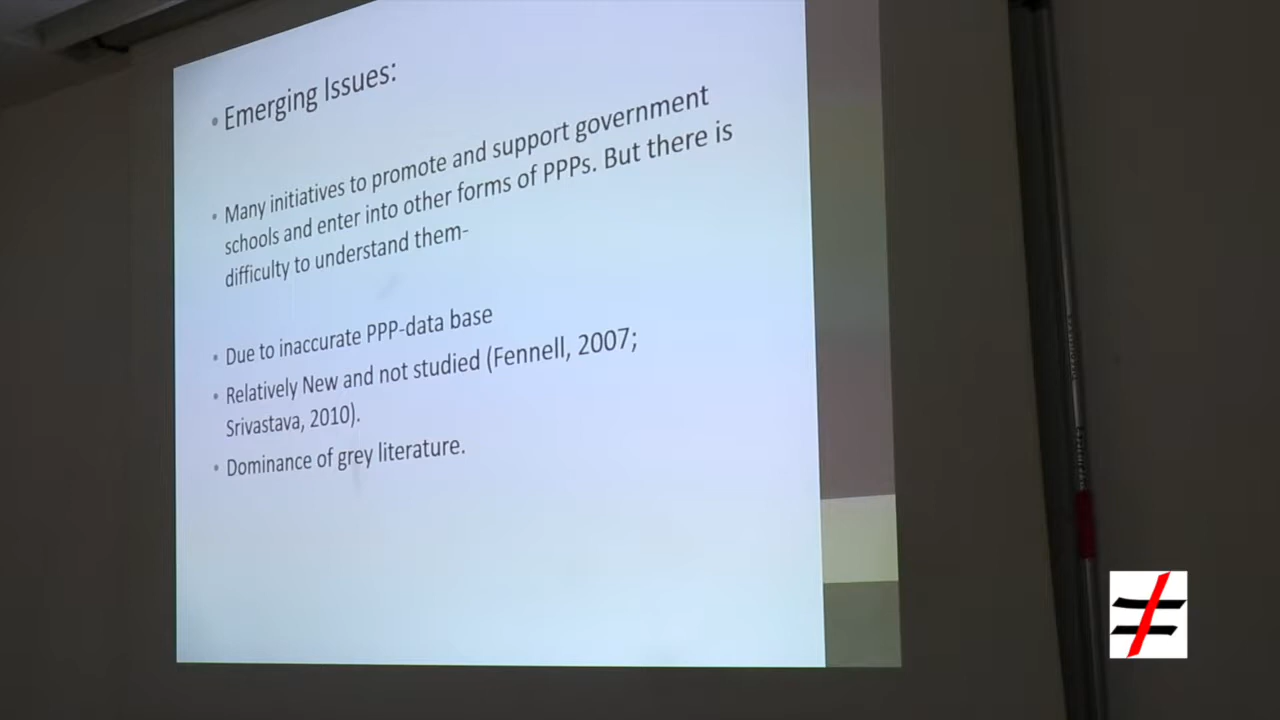 • Emerging Issues:
• Many initiatives to promote and support government
schools and enter into other forms of PPPs. But there is
difficulty to understand them-
• Due to inaccurate PPP-data base
• Relatively New and not studied (Fennell, 2007;
Srivastava, 2010).
• Dominance of grey literature.